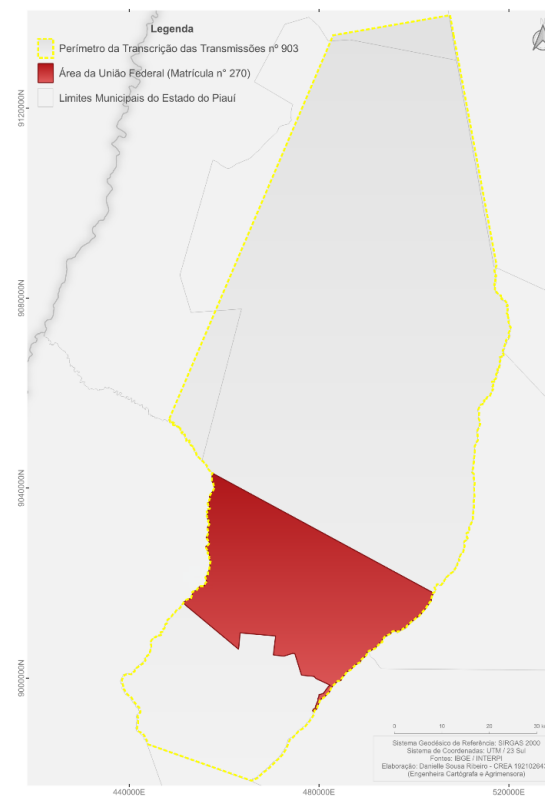 Legenda
Perímetro da Transcrição das Transmissões nº 903
Área da União Federal (Matrícula n° 270)
Limites Municipais do Estado do Piauí
9120000N
9080000N
9040000N
9000000N
440000E
480000E
520000E
0 10 20 30
Sistema Geodésico de Referência: SIRGAS 2000
Sistema de Coordenadas: UTM / 23 Sul
Fontes: IBGE / INTERPI
Elaboração: Danielle Sousa Ribeiro - CREA
(Engenheira Cartógrafa e Agrimensora)